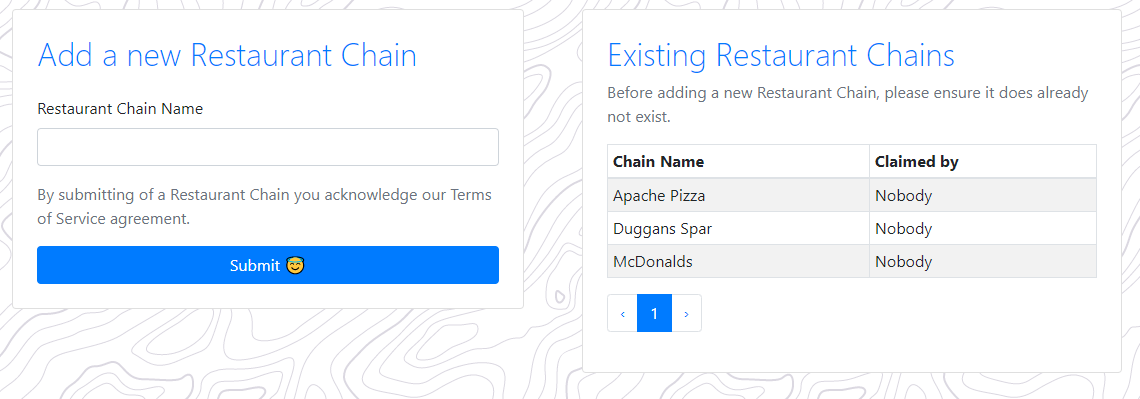 Add a new Restaurant Chain
Restaurant Chain Name
By submitting of a Restaurant Chain you acknowledge our Terms
of Service agreement.
Submit 😇
Existing Restaurant Chains
Before adding a new Restaurant Chain, please ensure it does already
not exist.
Chain Name Claimed by
Apache Pizza Nobody
Duggans Spar Nobody
McDonalds Nobody
‹ 1 ›